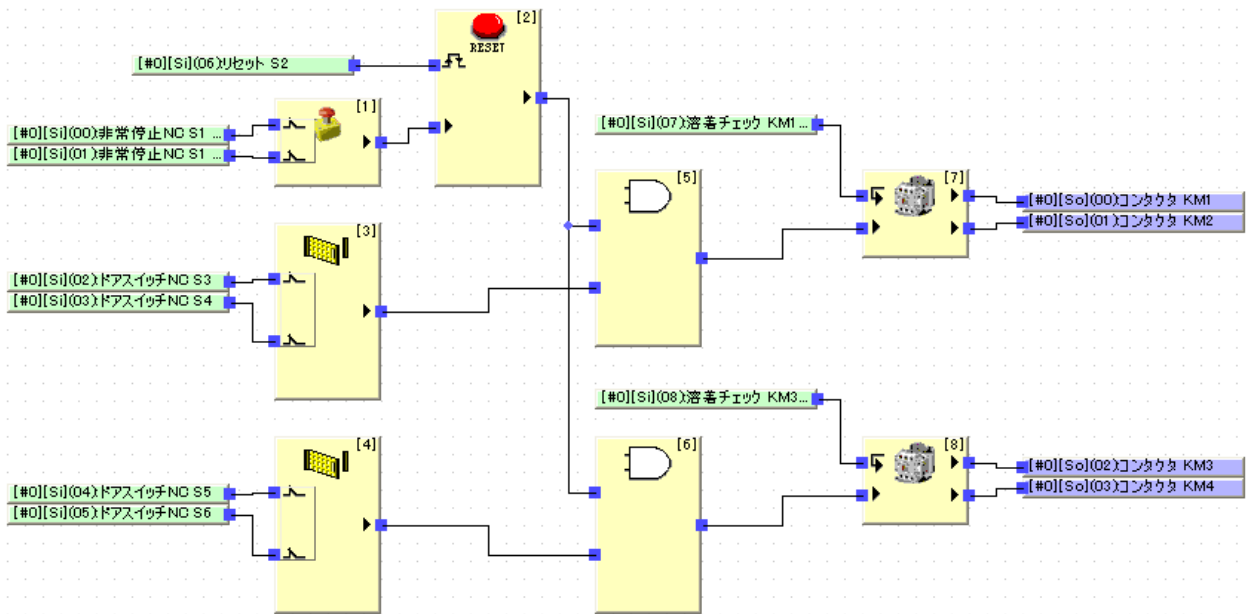 [2]
RESET
[#0][Si](06)リセット S2
[1]
[#0][Si](00)非常停止NC S1 ...
[#0][Si](01)非常停止NC S1 ...
[#0][Si](07)溶着チェック KM1...
[5]
[7]
[#0][So](00)コンタクタ KM1
[#0][So](01)コンタクタ KM2
[3]
[#0][Si](02)ドアスイッチNC S3
[#0][Si](03)ドアスイッチNC S4
[#0][Si](08)溶着チェック KM3...
[4]
[6]
[8]
[#0][So](02)コンタクタ KM3
[#0][So](03)コンタクタ KM4
[#0][Si](04)ドアスイッチNC S5
[#0][Si](05)ドアスイッチNC S6